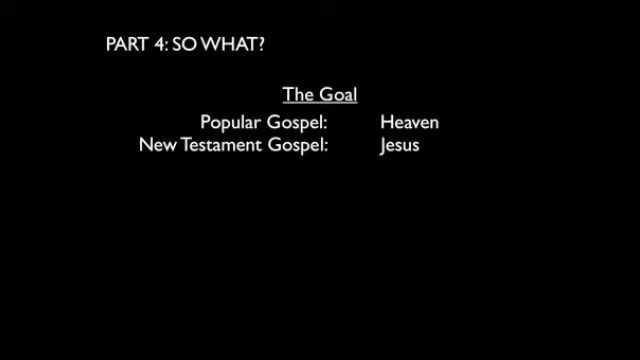 PART 4: SO WHAT?
The Goal
Popular Gospel: Heaven
New Testament Gospel: Jesus